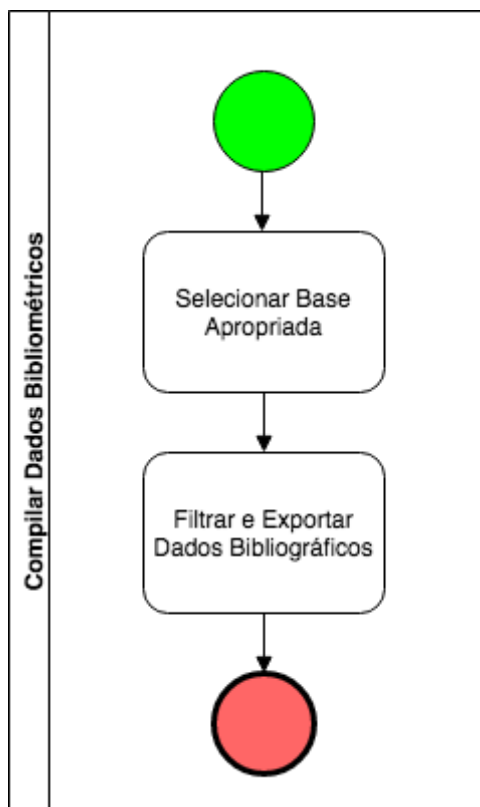 Compilar Dados Bibliométricos
Selecionar Base
Apropriada
Filtrar e Exportar
Dados Bibliográficos